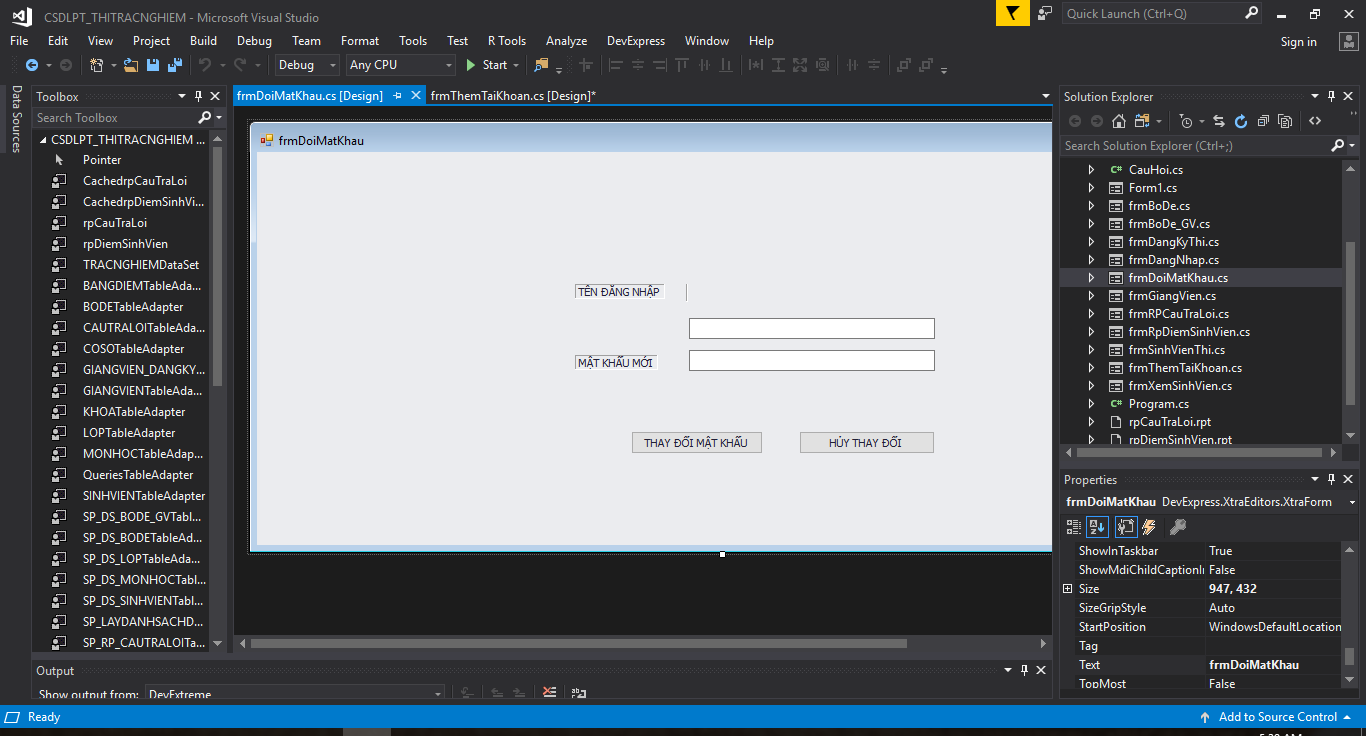 CSDLPT_THITRACNGHIEM - Microsoft Visual Studio
Quick Launch (Ctrl+Q)
File Edit View Project Build Debug Team Format Tools Test R Tools Analyze DevExpress Window Help
Sign in
Debug Any CPU Start
Data Sources
Toolbox
Search Toolbox
CSDLPT_THITRACNGHIEM ...
Pointer
CachedrpCauTraLoi
CachedrpDiemSinhVi...
rpCauTraLoi
rpDiemSinhVien
TRACNGHIEMDataSet
BANGDIEMTableAda...
BODETableAdapter
CAUTRALOITableAda...
COSOTableAdapter
GIANGVIEN_DANGKY...
GIANGVIENTableAda...
KHOATableAdapter
LOPTableAdapter
MONHOCTableAdap...
QueriesTableAdapter
SINHVIENTableAdapter
SP_DS_BODE_GVTabl...
SP_DS_BODETableAd...
SP_DS_LOPTableAda...
SP_DS_MONHOCTabl...
SP_DS_SINHVIENTabl...
SP_LAYDANHSACHD...
SP_RP_CAUTRALOITa...
frmDoiMatKhau.cs [Design]
frmThemTaiKhoan.cs [Design]*
frmDoiMatKhau
TÊN ĐĂNG NHẬP
MẬT KHẨU MỚI
THAY ĐỔI MẬT KHẨU
HỦY THAY ĐỔI
Output
Show output from: DevExtreme
Solution Explorer
Search Solution Explorer (Ctrl+;)
C# CauHoi.cs
Form1.cs
frmBoDe.cs
frmBoDe_GV.cs
frmDangKyThi.cs
frmDangNhap.cs
frmDoiMatKhau.cs
frmGiangVien.cs
frmRPCauTraLoi.cs
frmRpDiemSinhVien.cs
frmSinhVienThi.cs
frmThemTaiKhoan.cs
frmXemSinhVien.cs
C# Program.cs
rpCauTraLoi.rpt
rpDiemSinhVien.rpt
Properties
frmDoiMatKhau DevExpress.XtraEditors.XtraForm
ShowInTaskbar True
ShowMdiChildCaptionI False
Size 947, 432
SizeGripStyle Auto
StartPosition WindowsDefaultLocation
Tag
Text frmDoiMatKhau
TopMost False
Ready
Add to Source Control